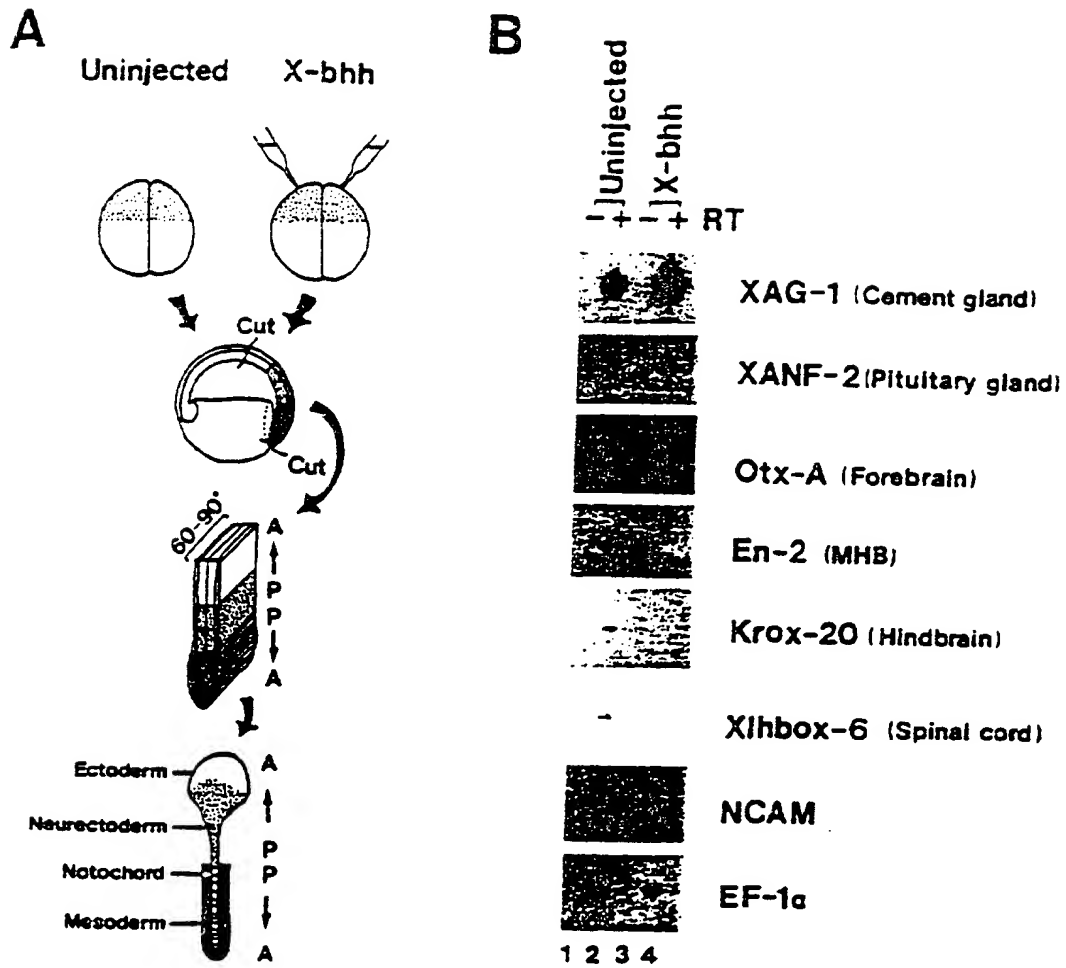 A
Uninjected X-bhh
Cut
Cut
60-90°
A
P
P
A
Ectoderm
Neurectoderm
Notochord
Mesoderm
A
P
P
A
B
Uninjected
X-bhh
- + - + RT
XAG-1 (Cement gland)
XANF-2 (Pituitary gland)
Otx-A (Forebrain)
En-2 (MHB)
Krox-20 (Hindbrain)
Xlhbox-6 (Spinal cord)
NCAM
EF-1α
1 2 3 4